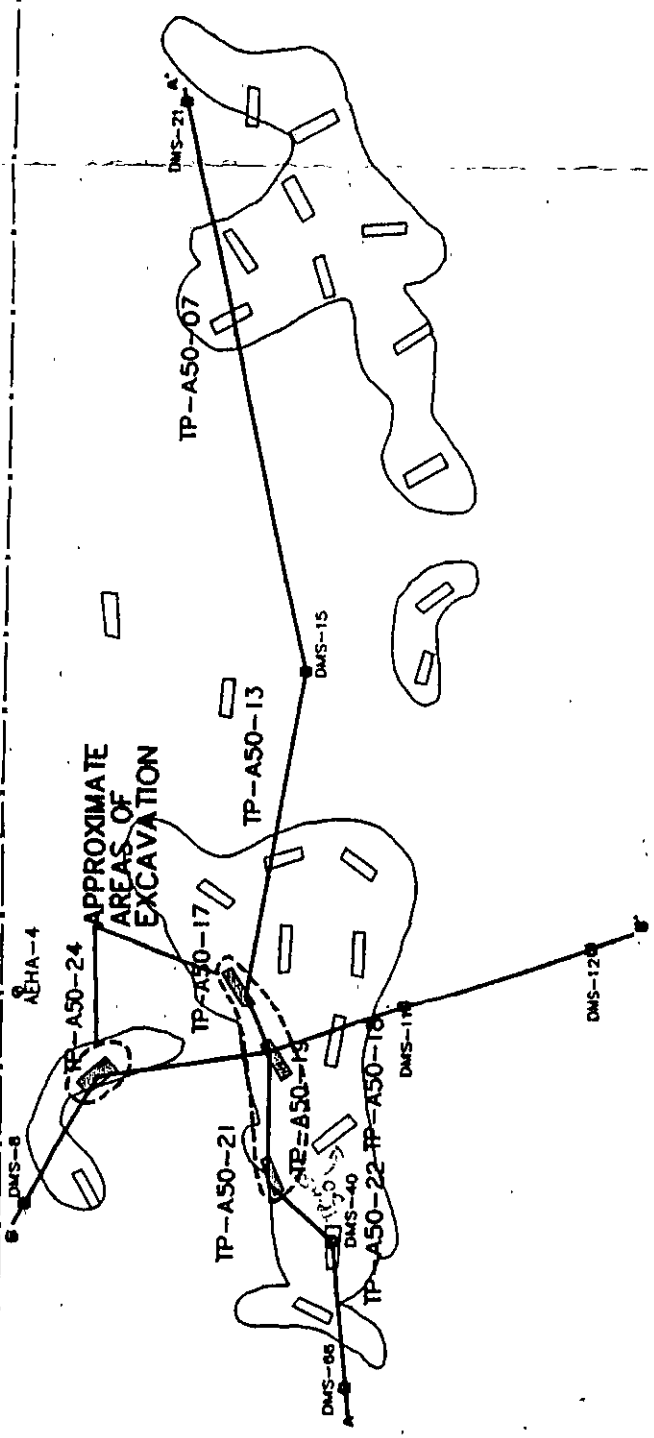 A'
DMS-21
TP-A50-07
DMS-15
TP-A50-13
APPROXIMATE
AREAS OF
EXCAVATION
AEHA-4
TP-A50-24
TP-A50-17
B'
DMS-12
DMS-11
TP-A50-18
TP-A50-19
DMS-8
B
TP-A50-21
DMS-40
TP-A50-22
DMS-66
A